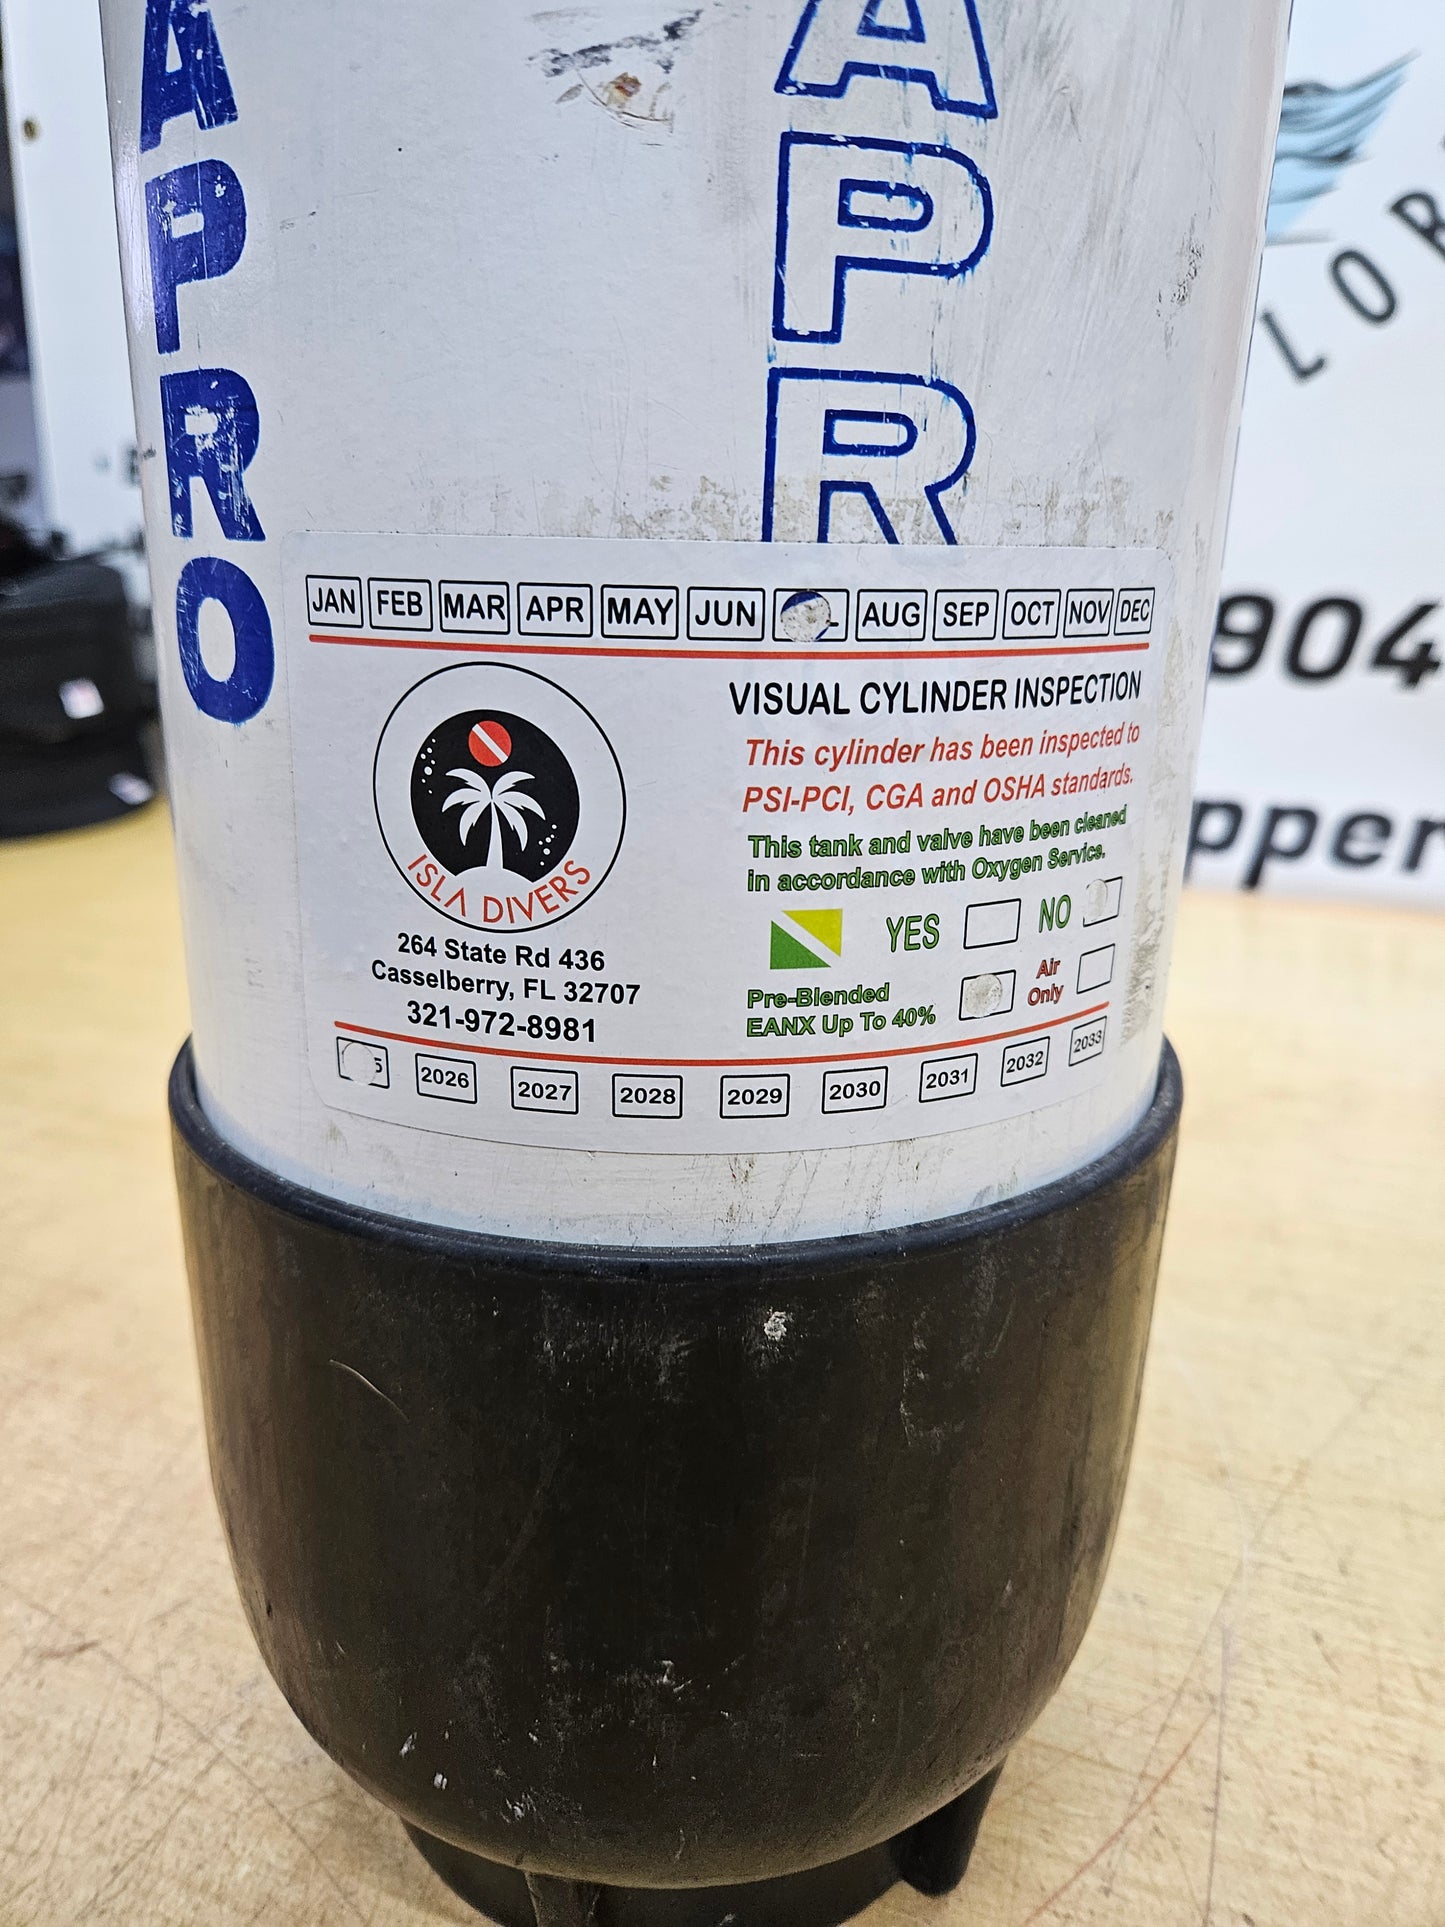 APRO
APR
JAN FEB MAR APR MAY JUN AUG SEP OCT NOV DEC
VISUAL CYLINDER INSPECTION
This cylinder has been inspected to
PSI-PCI, CGA and OSHA standards.
This tank and valve have been cleaned
in accordance with Oxygen Service.
YES NO
Pre-Blended
EANX Up To 40%
Air
Only
ISLA DIVERS
264 State Rd 436
Casselberry, FL 32707
321-972-8981
5 2026 2027 2028 2029 2030 2031 2032 2033
LOR
904
pper